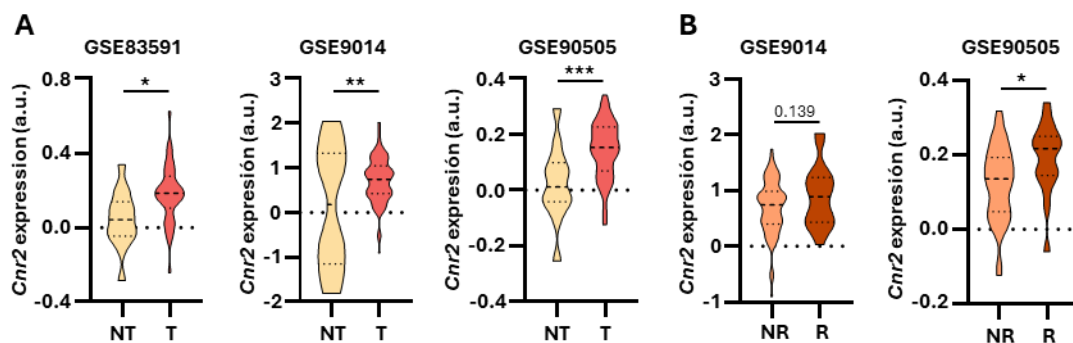 A
GSE83591
Cnr2 expresión (a.u.)
0.8
0.4
0.0
-0.4
*
NT
T
GSE9014
Cnr2 expresión (a.u.)
3
2
1
0
-1
-2
**
NT
T
GSE90505
Cnr2 expresión (a.u.)
0.4
0.2
0.0
-0.2
-0.4
***
NT
T
B
GSE9014
Cnr2 expresión (a.u.)
3
2
1
0
-1
0.139
NR
R
GSE90505
Cnr2 expresión (a.u.)
0.4
0.2
0.0
-0.2
*
NR
R